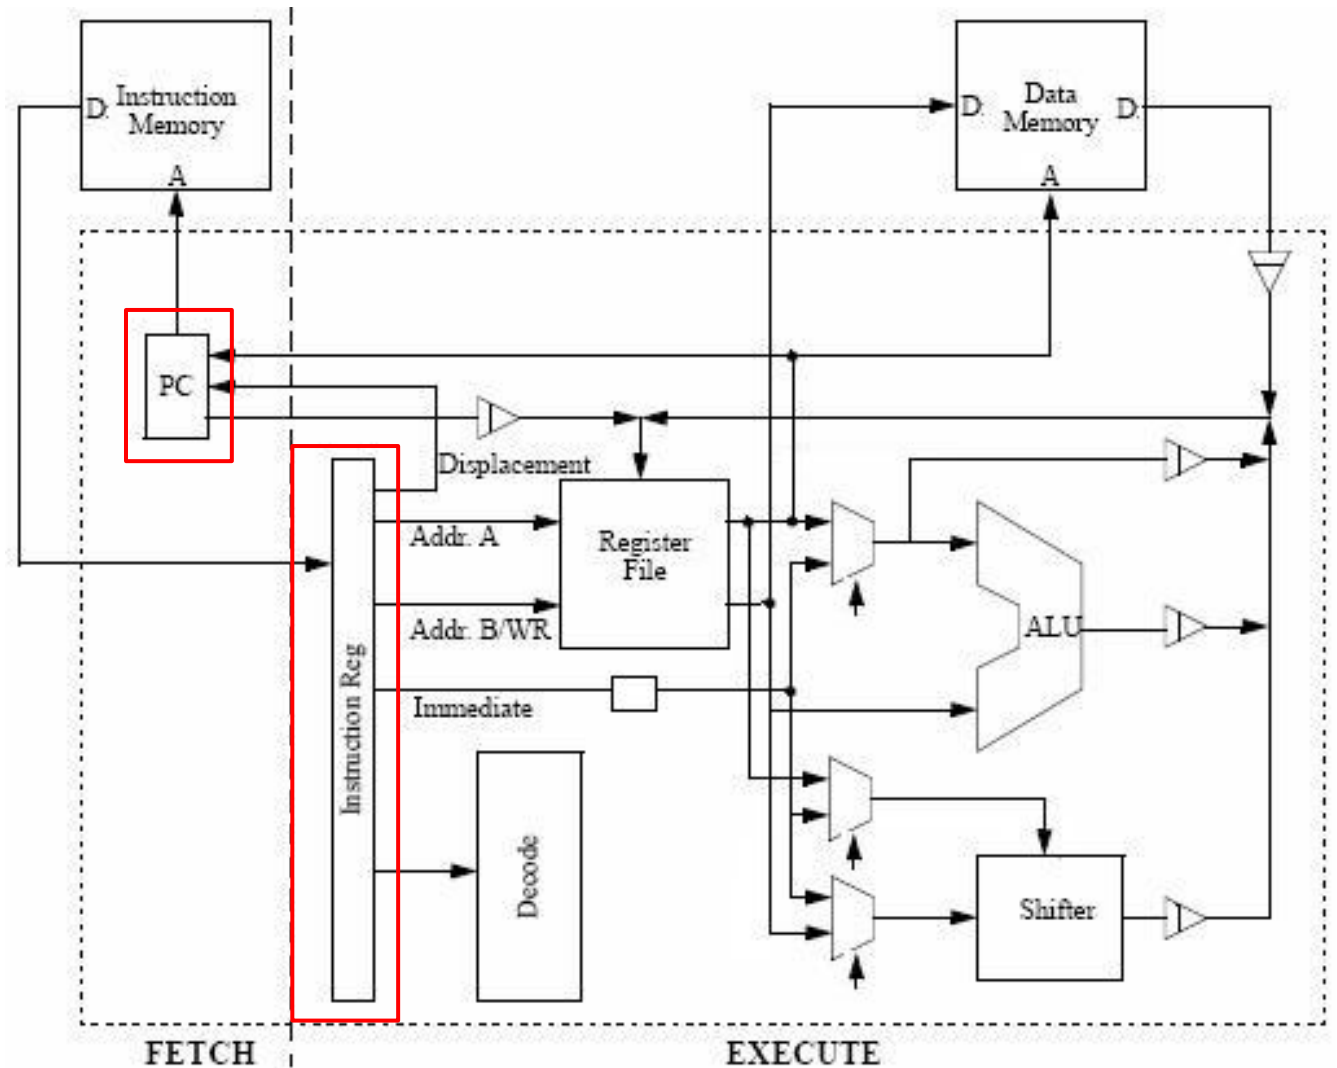 D.
Instruction
Memory
A
D.
Data
Memory
D.
A
PC
Displacement
Addr. A
Addr. B/WR
Register
File
ALU
Immediate
Instruction Reg
Decode
Shifter
FETCH
EXECUTE